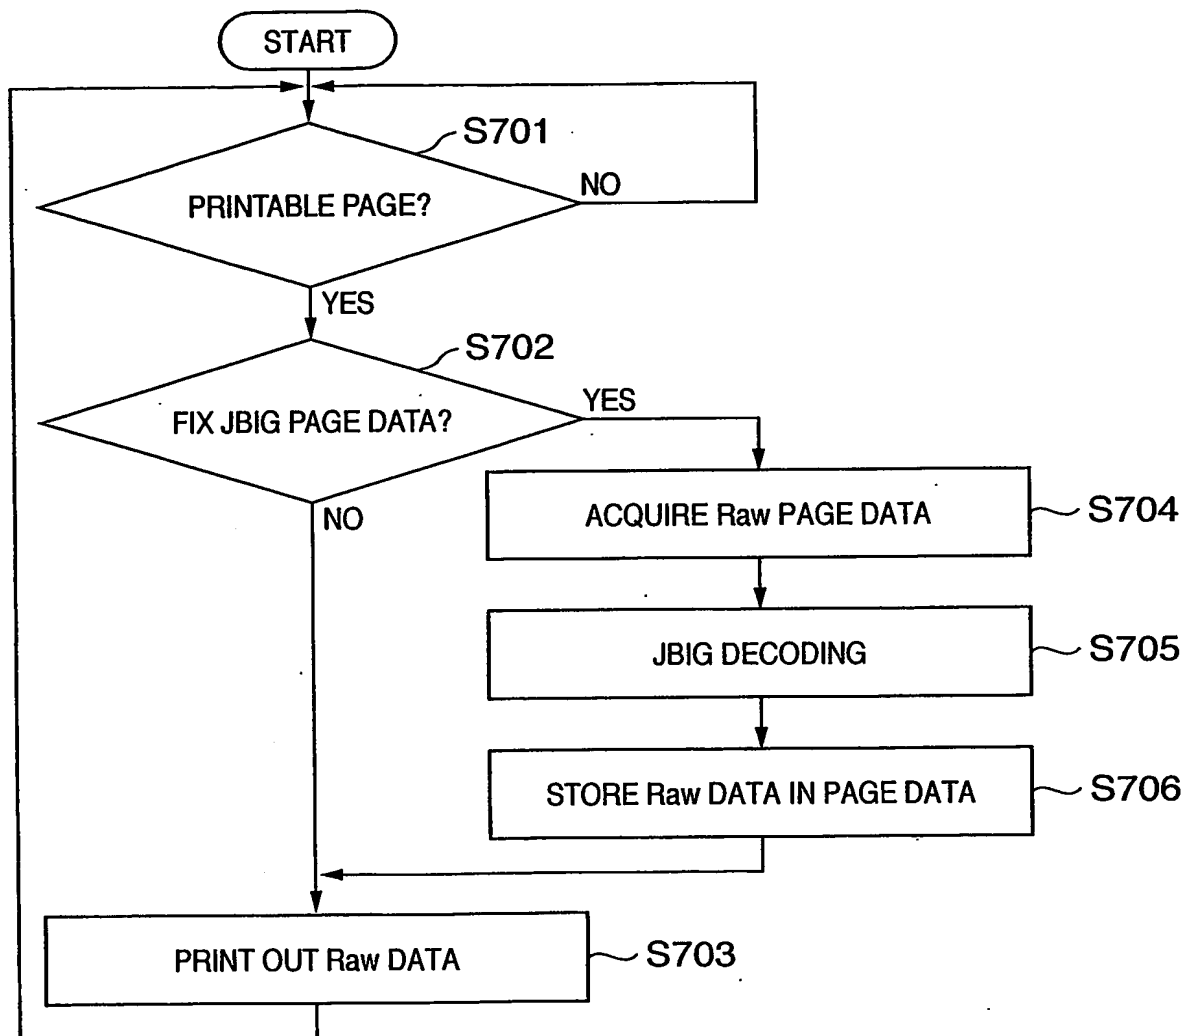 START
S701
PRINTABLE PAGE?
NO
YES
S702
FIX JBIG PAGE DATA?
YES
NO
ACQUIRE Raw PAGE DATA
S704
JBIG DECODING
S705
STORE Raw DATA IN PAGE DATA
S706
PRINT OUT Raw DATA
S703